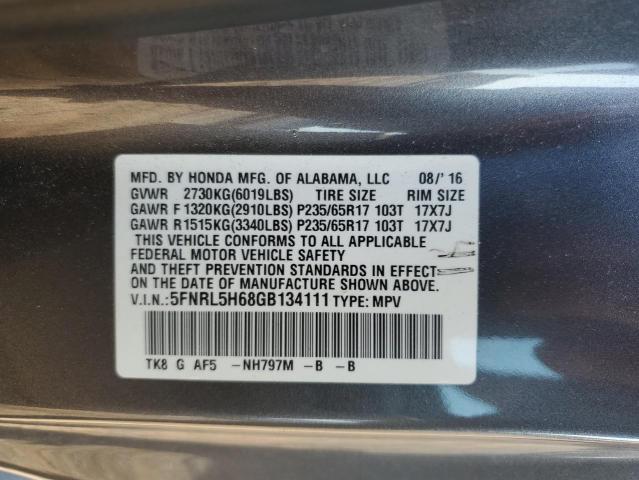 MFD. BY HONDA MFG. OF ALABAMA, LLC 08/' 16
GVWR 2730KG(6019LBS) TIRE SIZE RIM SIZE
GAWR F 1320KG(2910LBS) P235/65R17 103T 17X7J
GAWR R1515KG(3340LBS) P235/65R17 103T 17X7J
THIS VEHICLE CONFORMS TO ALL APPLICABLE
FEDERAL MOTOR VEHICLE SAFETY
AND THEFT PREVENTION STANDARDS IN EFFECT
ON THE DATE OF MANUFACTURE SHOWN ABOVE.
V.I.N.:5FNRL5H68GB134111 TYPE: MPV
TK8 G AF5 -NH797M -B -B